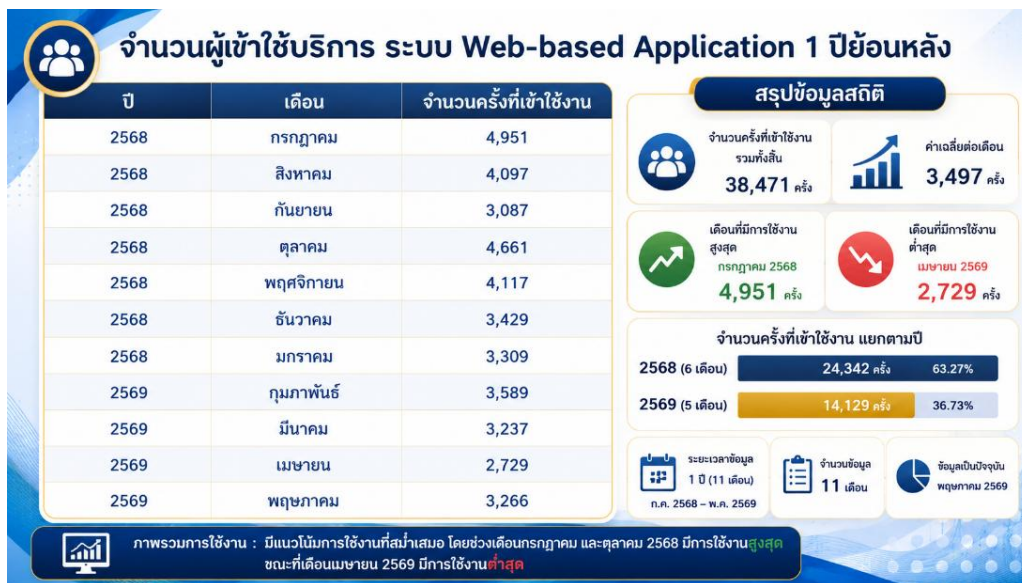 จำนวนผู้เข้าใช้บริการ ระบบ Web-based Application 1 ปีย้อนหลัง
ปี เดือน จำนวนครั้งที่เข้าใช้งาน
2568 กรกฎาคม 4,951
2568 สิงหาคม 4,097
2568 กันยายน 3,087
2568 ตุลาคม 4,661
2568 พฤศจิกายน 4,117
2568 ธันวาคม 3,429
2568 มกราคม 3,309
2569 กุมภาพันธ์ 3,589
2569 มีนาคม 3,237
2569 เมษายน 2,729
2569 พฤษภาคม 3,266
สรุปข้อมูลสถิติ
จำนวนครั้งที่เข้าใช้งาน
รวมทั้งสิ้น
38,471 ครั้ง
ค่าเฉลี่ยต่อเดือน
3,497 ครั้ง
เดือนที่มีการใช้งาน
สูงสุด
กรกฎาคม 2568
4,951 ครั้ง
เดือนที่มีการใช้งาน
ต่ำสุด
เมษายน 2569
2,729 ครั้ง
จำนวนครั้งที่เข้าใช้งาน แยกตามปี
2568 (6 เดือน) 24,342 ครั้ง 63.27%
2569 (5 เดือน) 14,129 ครั้ง 36.73%
ระยะเวลาข้อมูล
1 ปี (11 เดือน)
ก.ค. 2568 – พ.ค. 2569
จำนวนข้อมูล
11 เดือน
ข้อมูลเป็นปัจจุบัน
พฤษภาคม 2569
ภาพรวมการใช้งาน : มีแนวโน้มการใช้งานที่สม่ำเสมอ โดยช่วงเดือนกรกฎาคม และตุลาคม 2568 มีการใช้งานสูงสุด
ขณะที่เดือนเมษายน 2569 มีการใช้งานต่ำสุด